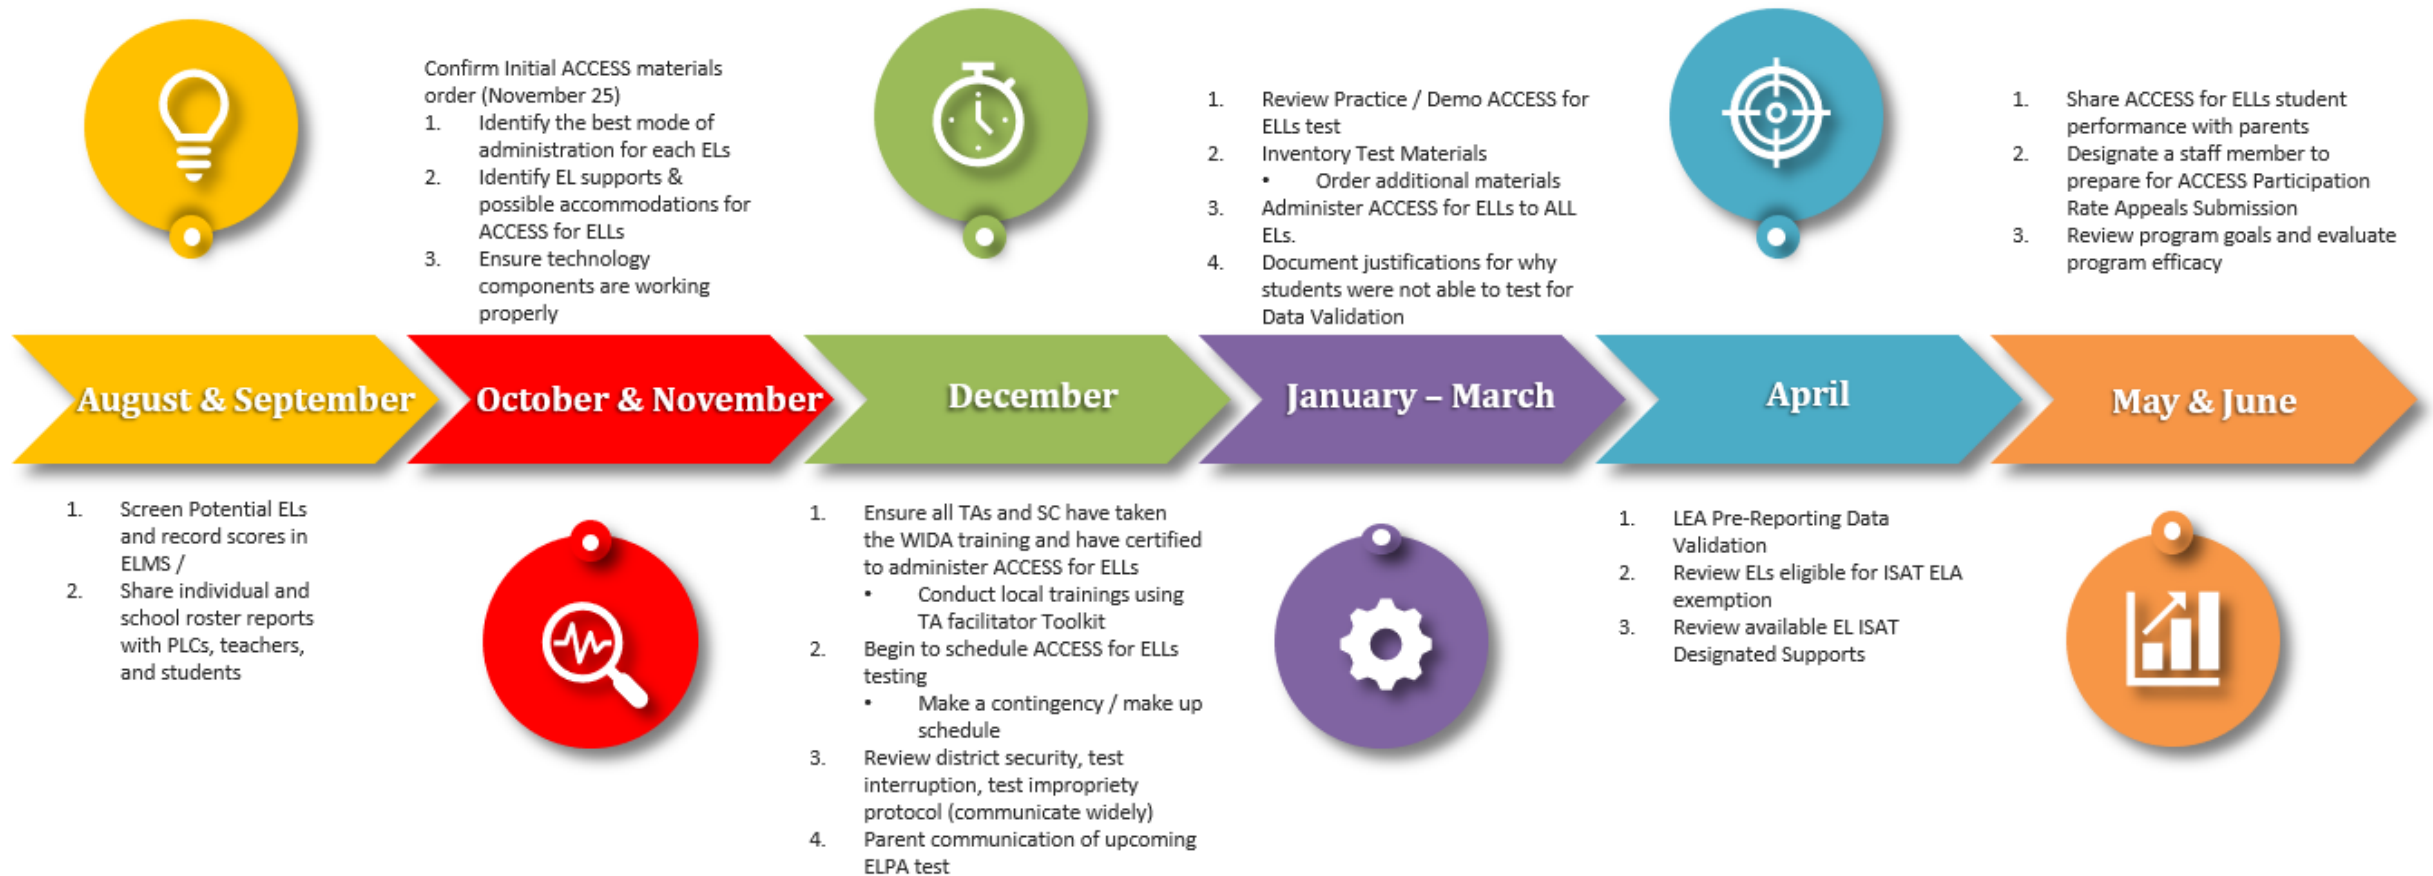 August & September
1. Screen Potential ELs
and record scores in
ELMS /
2. Share individual and
school roster reports
with PLCs, teachers,
and students
Confirm Initial ACCESS materials
order (November 25)
1. Identify the best mode of
administration for each ELs
2. Identify EL supports &
possible accommodations for
ACCESS for ELLs
3. Ensure technology
components are working
properly
October & November
December
1. Ensure all TAs and SC have taken
the WIDA training and have certified
to administer ACCESS for ELLs
• Conduct local trainings using
TA facilitator Toolkit
2. Begin to schedule ACCESS for ELLs
testing
• Make a contingency / make up
schedule
3. Review district security, test
interruption, test impropriety
protocol (communicate widely)
4. Parent communication of upcoming
ELPA test
1. Review Practice / Demo ACCESS for
ELLs test
2. Inventory Test Materials
• Order additional materials
3. Administer ACCESS for ELLs to ALL
ELs.
4. Document justifications for why
students were not able to test for
Data Validation
January – March
April
1. LEA Pre-Reporting Data
Validation
2. Review ELs eligible for ISAT ELA
exemption
3. Review available EL ISAT
Designated Supports
1. Share ACCESS for ELLs student
performance with parents
2. Designate a staff member to
prepare for ACCESS Participation
Rate Appeals Submission
3. Review program goals and evaluate
program efficacy
May & June